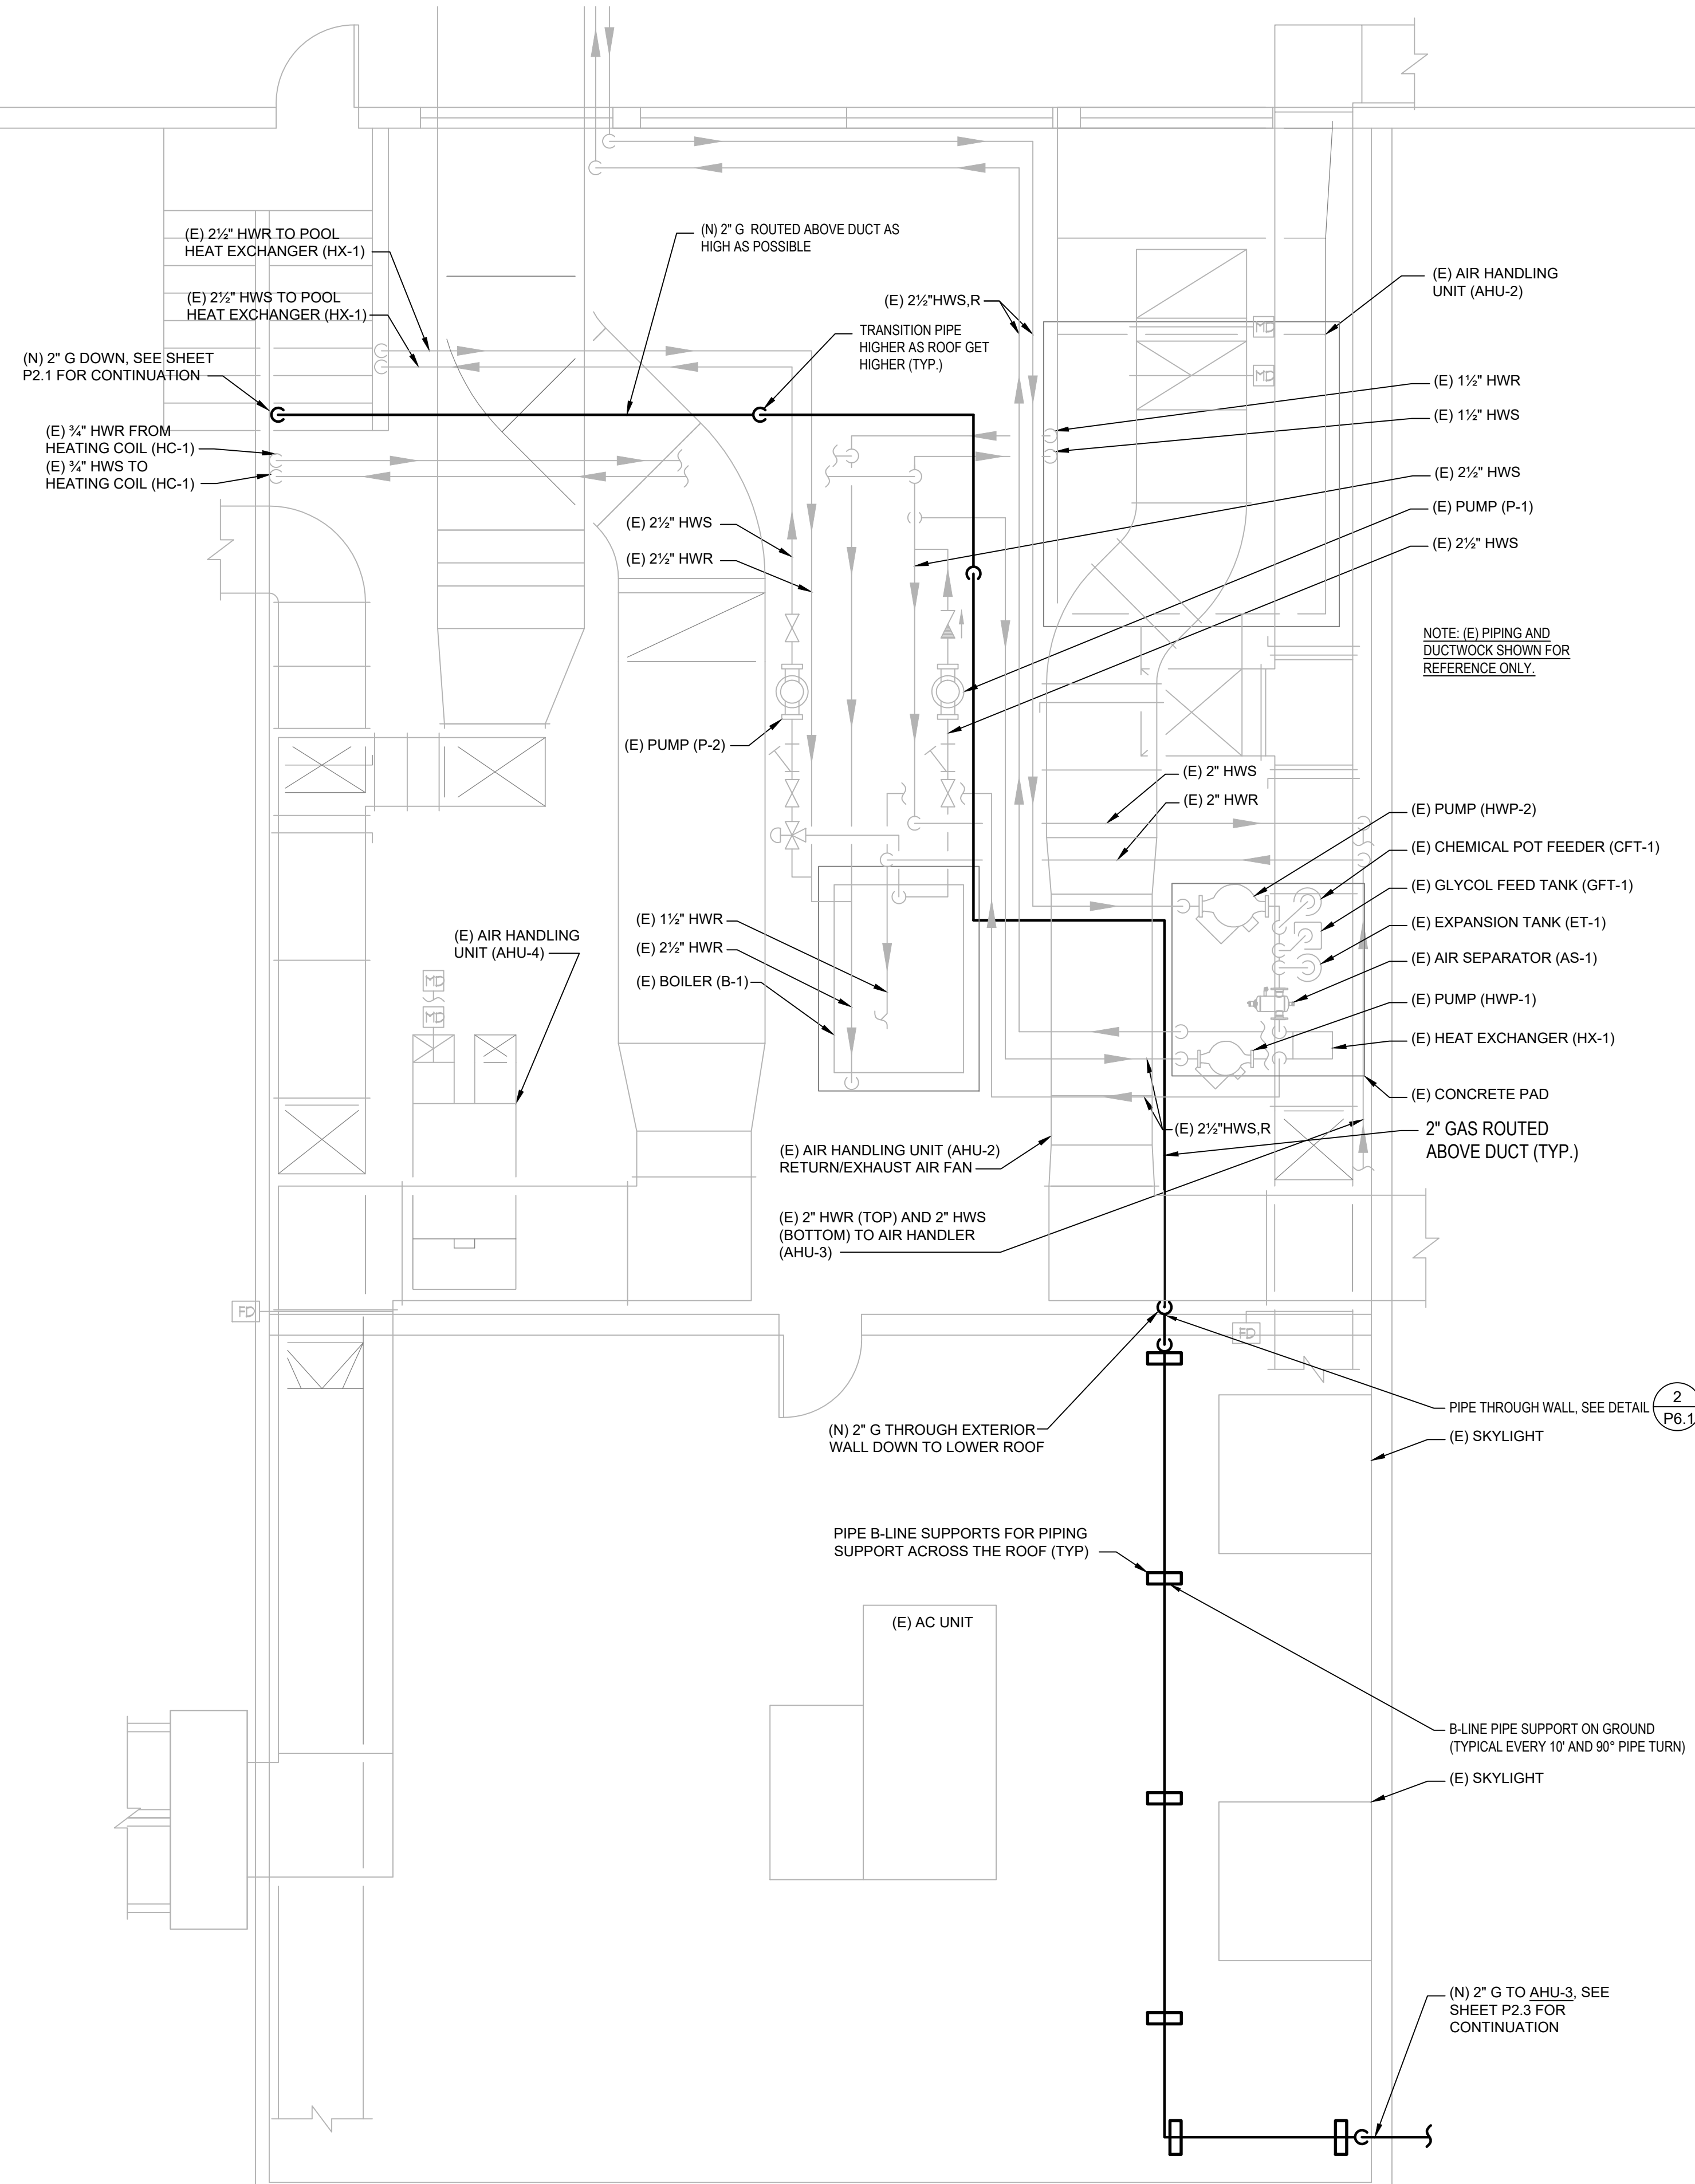 (E) 2½" HWR TO POOL
HEAT EXCHANGER (HX-1)
(N) 2" G  ROUTED ABOVE DUCT AS
HIGH AS POSSIBLE
(E) AIR HANDLING
UNIT (AHU-2)
(E) 2½" HWS TO POOL
HEAT EXCHANGER (HX-1)
(E) 2½"HWS,R
MD
TRANSITION PIPE
HIGHER AS ROOF GET
HIGHER (TYP.)
(N) 2" G DOWN, SEE SHEET
P2.1 FOR CONTINUATION
MD
(E) 1½" HWR
(E) 1½" HWS
(E) ¾" HWR FROM
HEATING COIL (HC-1)
(E) ¾" HWS TO
HEATING COIL (HC-1)
(E) 2½" HWS
(E) PUMP (P-1)
(E) 2½" HWS
(E) 2½" HWS
(E) 2½" HWR
NOTE: (E) PIPING AND
DUCTWOCK SHOWN FOR
REFERENCE ONLY.
(E) PUMP (P-2)
(E) 2" HWS
(E) 2" HWR
(E) PUMP (HWP-2)
(E) CHEMICAL POT FEEDER (CFT-1)
(E) GLYCOL FEED TANK (GFT-1)
(E) EXPANSION TANK (ET-1)
(E) AIR SEPARATOR (AS-1)
(E) PUMP (HWP-1)
(E) HEAT EXCHANGER (HX-1)
(E) CONCRETE PAD
(E) 1½" HWR
(E) 2½" HWR
(E) BOILER (B-1)
(E) AIR HANDLING
UNIT (AHU-4)
MD
MD
(E) 2½"HWS,R
2" GAS ROUTED
ABOVE DUCT (TYP.)
(E) AIR HANDLING UNIT (AHU-2)
RETURN/EXHAUST AIR FAN
(E) 2" HWR (TOP) AND 2" HWS
(BOTTOM) TO AIR HANDLER
(AHU-3)
FD
FD
PIPE THROUGH WALL, SEE DETAIL
2
P6.1
(N) 2" G THROUGH EXTERIOR
WALL DOWN TO LOWER ROOF
(E) SKYLIGHT
PIPE B-LINE SUPPORTS FOR PIPING
SUPPORT ACROSS THE ROOF (TYP)
(E) AC UNIT
B-LINE PIPE SUPPORT ON GROUND
(TYPICAL EVERY 10' AND 90° PIPE TURN)
(E) SKYLIGHT
(N) 2" G TO AHU-3, SEE
SHEET P2.3 FOR
CONTINUATION